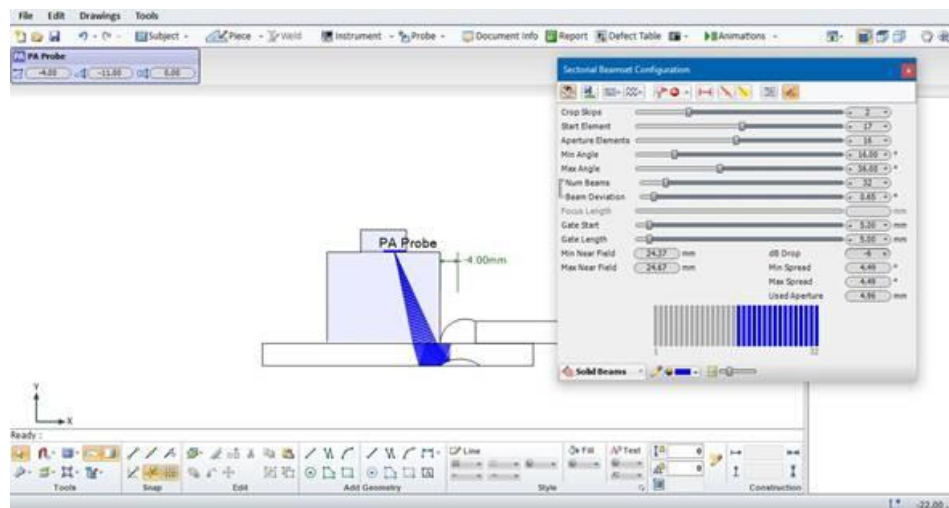 File Edit Drawings Tools
Subject Piece Weld Instrument Probe Document Info Report Defect Table Animations
PA Probe
-4.00 -11.00 0.00
Sectorial Beamset Configuration
Crop Skips 2
Start Element 17
Aperture Elements 16
Min Angle 16.00 °
Max Angle 36.00 °
Num Beams 32
Beam Deviation 0.65 °
Focus Length mm
Gate Start 5.00 mm
Gate Length 5.00 mm
Min Near Field 24.37 mm dB Drop -6
Max Near Field 24.67 mm Min Spread 4.49 °
Max Spread 4.49 °
Used Aperture 4.96 mm
1 32
Solid Beams
PA Probe
-4.00mm
Y
X
Ready :
Line Fill Text 0
0
Tools Snap Edit Add Geometry Style Construction
-22.00